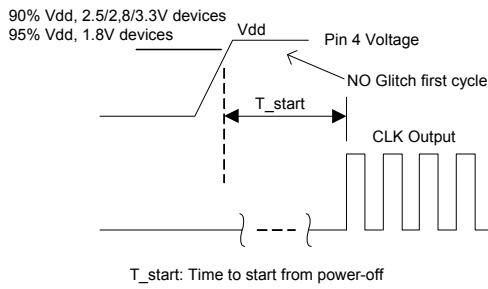 90% Vdd, 2.5/2,8/3.3V devices
95% Vdd, 1.8V devices
Vdd
Pin 4 Voltage
NO Glitch first cycle
T_start
CLK Output
T_start: Time to start from power-off